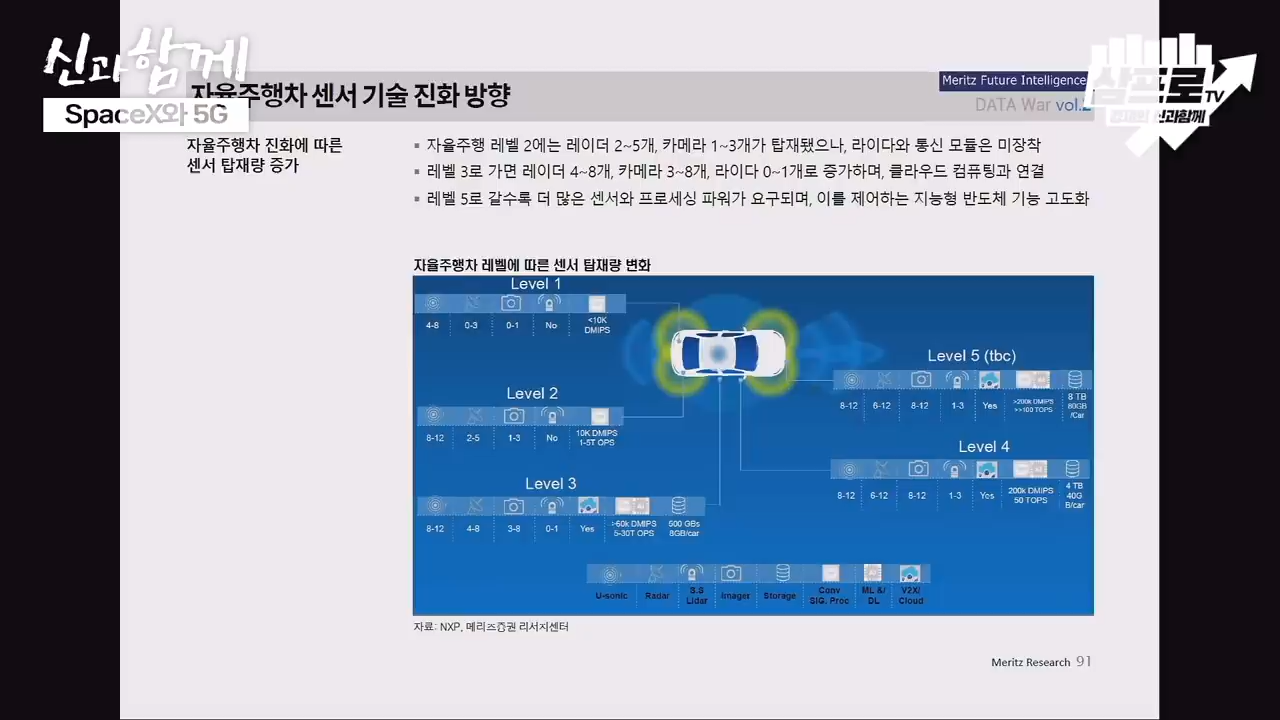 신과함께
SpaceX와 5G
삼프로TV
경제의 신과함께
Meritz Future Intelligence
DATA War vol.2
자율주행차 센서 기술 진화 방향
자율주행차 진화에 따른
센서 탑재량 증가
▪ 자율주행 레벨 2에는 레이더 2~5개, 카메라 1~3개가 탑재됐으나, 라이다와 통신 모듈은 미장착
▪ 레벨 3로 가면 레이더 4~8개, 카메라 3~8개, 라이다 0~1개로 증가하며, 클라우드 컴퓨팅과 연결
▪ 레벨 5로 갈수록 더 많은 센서와 프로세싱 파워가 요구되며, 이를 제어하는 지능형 반도체 기능 고도화
자율주행차 레벨에 따른 센서 탑재량 변화
Level 1
4-8 0-3 0-1 No <10K DMIPS
Level 2
8-12 2-5 1-3 No 10K DMIPS 1-5T OPS
Level 3
8-12 4-8 3-8 0-1 Yes >60k DMIPS 5-30T OPS 500 GBs 8GB/car
Level 5 (tbc)
8-12 6-12 8-12 1-3 Yes >200k DMIPS >>100 TOPS 8 TB 80GB /Car
Level 4
8-12 6-12 8-12 1-3 Yes 200k DMIPS 50 TOPS 4 TB 40G B/car
U-sonic Radar S.S Lidar Imager Storage Conv SIG. Proc ML &/ DL V2X/ Cloud
자료: NXP, 메리츠증권 리서치센터
Meritz Research 91